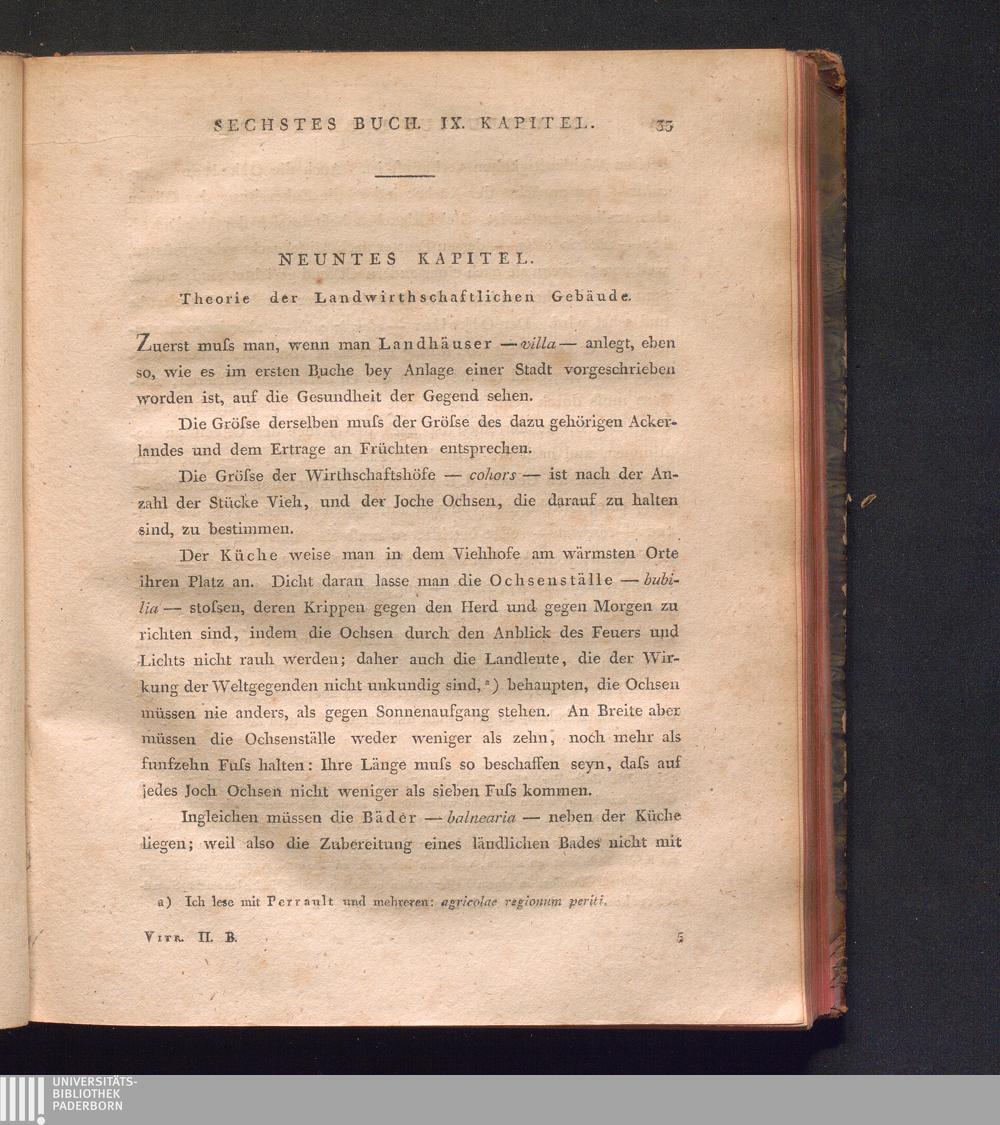 SECHSTES BUCH. IX. KAPITEL. 33
NEUNTES KAPITEL.
Theorie der Landwirthschaftlichen Gebäude.
Zuerst muſs man, wenn man Landhäuser — villa — anlegt, eben
so, wie es im ersten Buche bey Anlage einer Stadt vorgeschrieben
worden ist, auf die Gesundheit der Gegend sehen.
Die Gröſse derselben muſs der Gröſse des dazu gehörigen Acker-
landes und dem Ertrage an Früchten entsprechen.
Die Gröſse der Wirthschaftshöfe — cohors — ist nach der An-
zahl der Stücke Vieh, und der Joche Ochsen, die darauf zu halten
sind, zu bestimmen.
Der Küche weise man in dem Viehhofe am wärmsten Orte
ihren Platz an. Dicht daran lasse man die Ochsenställe — bubi-
lia — stoſsen, deren Krippen gegen den Herd und gegen Morgen zu
richten sind, indem die Ochsen durch den Anblick des Feuers und
Lichts nicht rauh werden; daher auch die Landleute, die der Wir-
kung der Weltgegenden nicht unkundig sind, a) behaupten, die Ochsen
müssen nie anders, als gegen Sonnenaufgang stehen. An Breite aber
müssen die Ochsenställe weder weniger als zehn, noch mehr als
funfzehn Fuſs halten: Ihre Länge muſs so beschaffen seyn, daſs auf
jedes Joch Ochsen nicht weniger als sieben Fuſs kommen.
Ingleichen müssen die Bäder — balnearia — neben der Küche
liegen; weil also die Zubereitung eines ländlichen Bades nicht mit
a) Ich lese mit Perrault und mehreren: agricolae regionum periti.
VITR. II. B. 5
UNIVERSITÄTS-
BIBLIOTHEK
PADERBORN